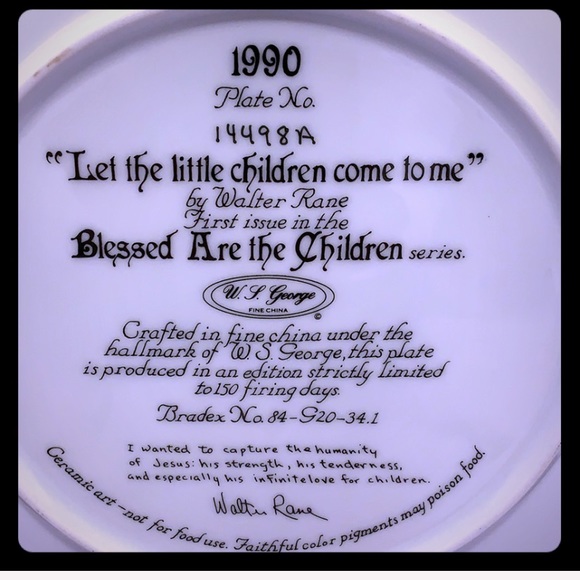 1990
Plate No.
14498A
“Let the little children come to me”
by Walter Rane
First issue in the
Blessed Are the Children series.
W. S. George
FINE CHINA
©
Crafted in fine china under the
hallmark of W S. George, this plate
is produced in an edition strictly limited
to 150 firing days.
Bradex No. 84-G20-34.1
I wanted to capture the humanity
of Jesus: his strength, his tenderness,
and especially his infinite love for children.
Walter Rane
Ceramic art - not for food use. Faithful color pigments may poison food.